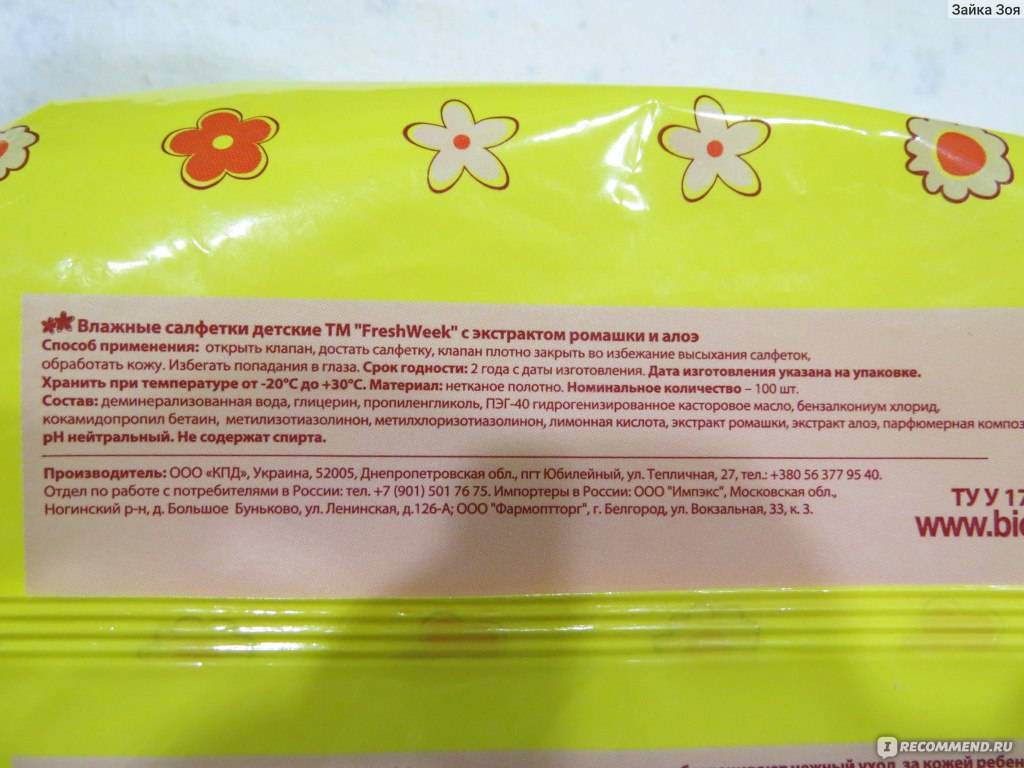 Зайка Зоя
Влажные салфетки детские ТМ "FreshWeek" с экстрактом ромашки и алоэ
Способ применения: открыть клапан, достать салфетку, клапан плотно закрыть во избежание высыхания салфеток,
обработать кожу. Избегать попадания в глаза. Срок годности: 2 года с даты изготовления. Дата изготовления указана на упаковке.
Хранить при температуре от -20°C до +30°C. Материал: нетканое полотно. Номинальное количество – 100 шт.
Состав: деминерализованная вода, глицерин, пропиленгликоль, ПЭГ-40 гидрогенизированное касторовое масло, бензалкониум хлорид,
кокамидопропил бетаин, метилизотиазолинон, метилхлоризотиазолинон, лимонная кислота, экстракт ромашки, экстракт алоэ, парфюмерная композ
pH нейтральный. Не содержат спирта.
Производитель: ООО «КПД», Украина, 52005, Днепропетровская обл., пгт Юбилейный, ул. Тепличная, 27, тел.: +380 56 377 95 40.
Отдел по работе с потребителями в России: тел. +7 (901) 501 76 75. Импортеры в России: ООО "Импэкс", Московская обл.,
Ногинский р-н, д. Большое Буньково, ул. Ленинская, д.126-А; ООО "Фармоптторг", г. Белгород, ул. Вокзальная, 33, к. 3.
ТУ У 17
www.bio
нежный уход за кожей ребен
IRECOMMEND.RU